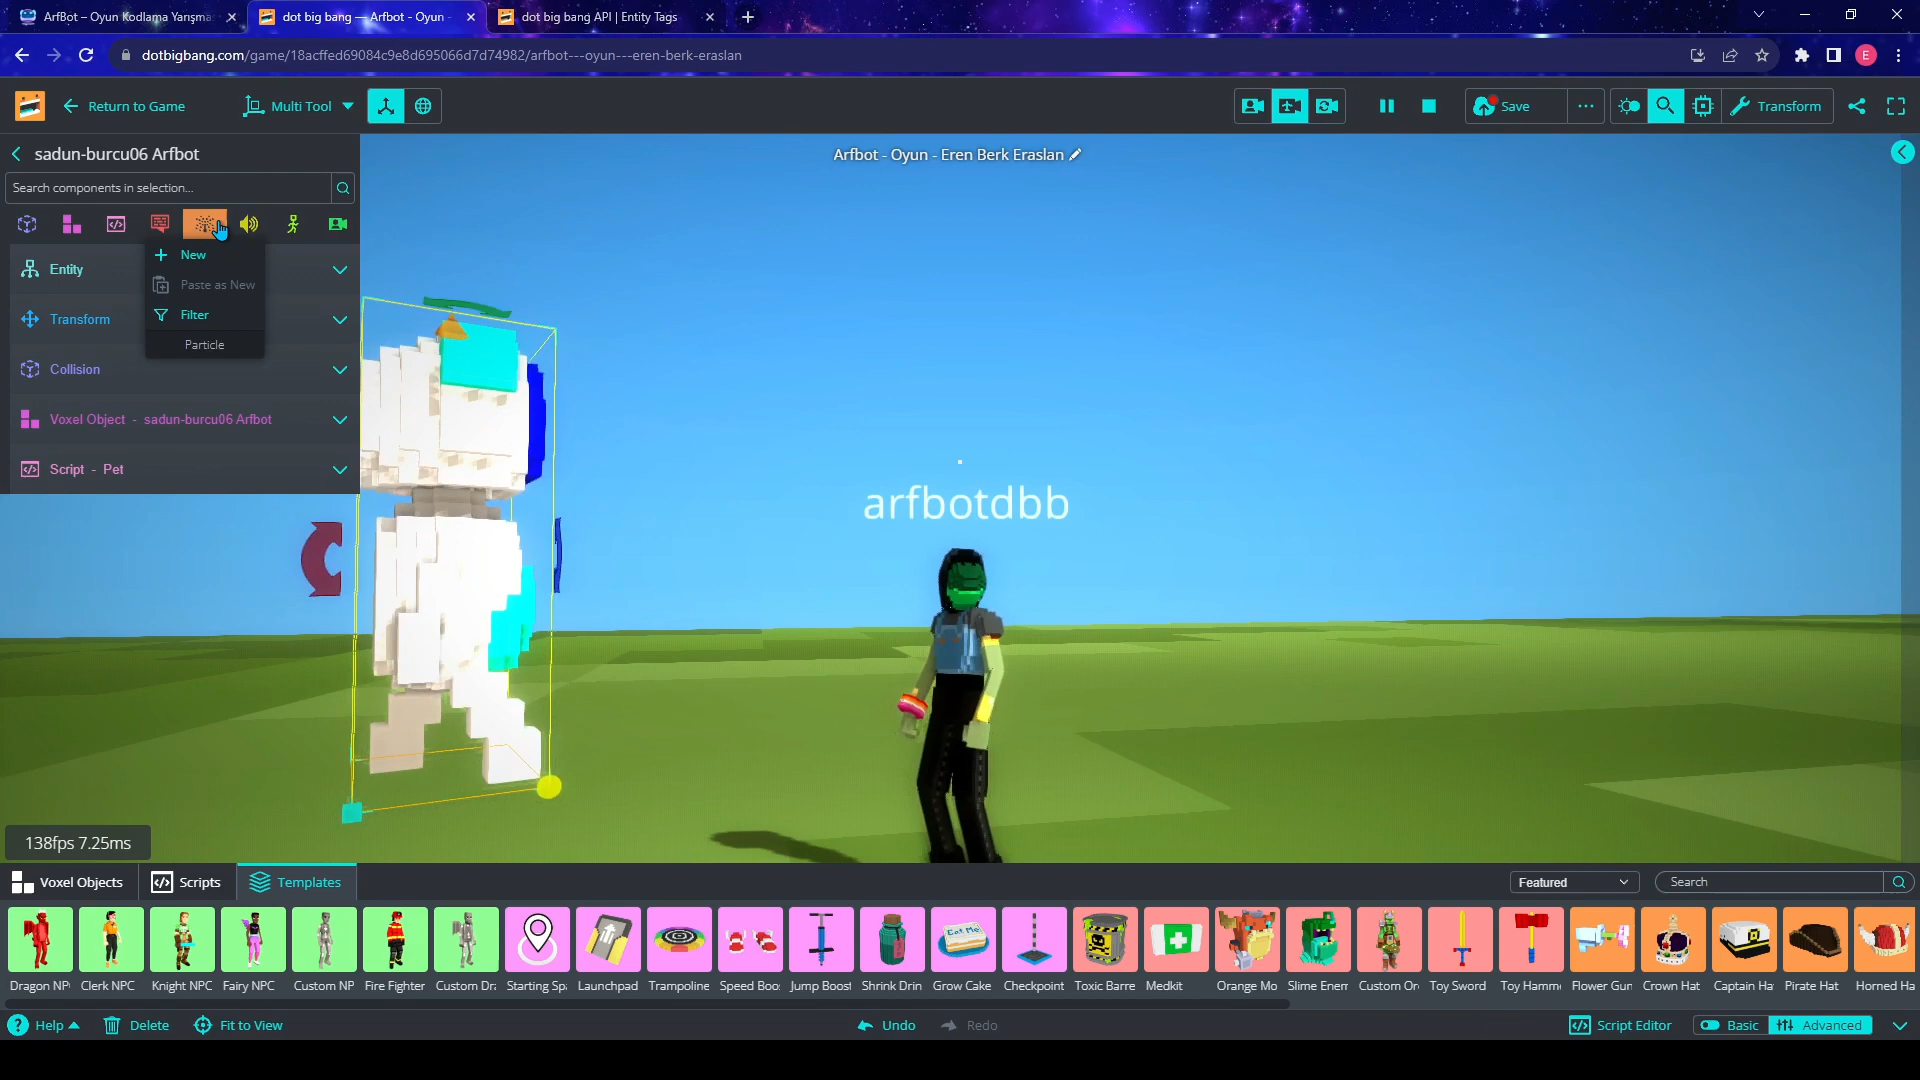 ArfBot – Oyun Kodlama Yarışma
dot big bang — Arfbot - Oyun -
dot big bang API | Entity Tags
dotbigbang.com/game/18acffed69084c9e8d695066d7d74982/arfbot---oyun---eren-berk-eraslan
E
Return to Game
Multi Tool
Save
Transform
sadun-burcu06 Arfbot
Arfbot - Oyun - Eren Berk Eraslan
Search components in selection...
New
Entity
Paste as New
Filter
Transform
Particle
Collision
Voxel Object - sadun-burcu06 Arfbot
Script - Pet
arfbotdbb
138fps 7.25ms
Voxel Objects
Scripts
Templates
Featured
Search
Eat Me
Dragon NP
Clerk NPC
Knight NPC
Fairy NPC
Custom NP
Fire Fighter
Custom Dr
Starting Sp
Launchpad
Trampoline
Speed Boo
Jump Boost
Shrink Drin
Grow Cake
Checkpoint
Toxic Barre
Medkit
Orange Mo
Slime Enem
Custom Or
Toy Sword
Toy Hamm
Flower Gun
Crown Hat
Captain Ha
Pirate Hat
Horned Ha
Help
Delete
Fit to View
Undo
Redo
Script Editor
Basic
Advanced